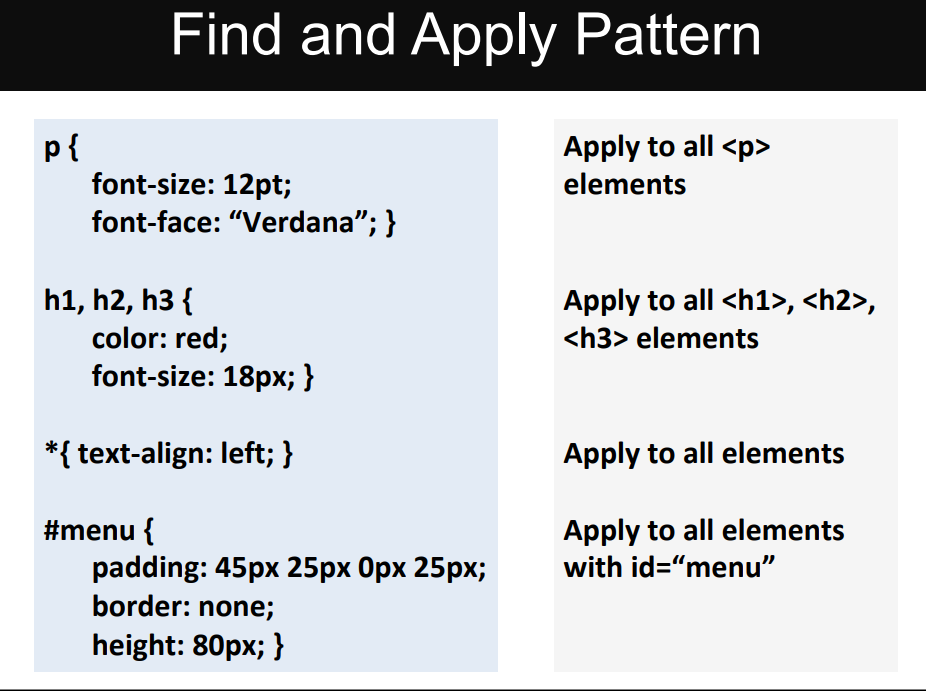 Find and Apply Pattern
p {
font-size: 12pt;
font-face: “Verdana”; }
h1, h2, h3 {
color: red;
font-size: 18px; }
*{ text-align: left; }
#menu {
padding: 45px 25px 0px 25px;
border: none;
height: 80px; }
Apply to all <p>
elements
Apply to all <h1>, <h2>,
<h3> elements
Apply to all elements
Apply to all elements
with id=“menu”